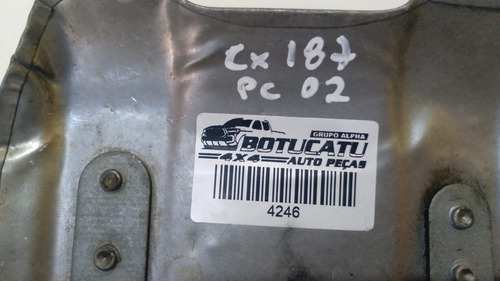 Cx 187
PC 02
GRUPO ALPHA
BOTUCATU
4X4 AUTO PEÇAS
4246